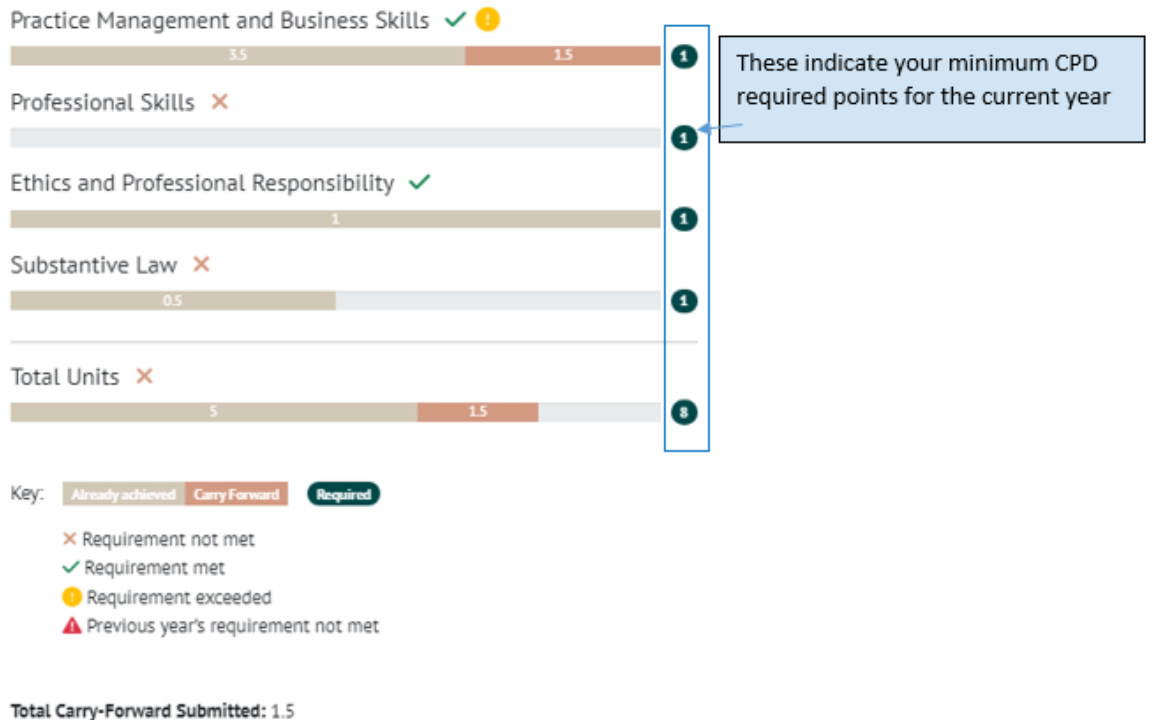 Practice Management and Business Skills
3.5 1.5 1
These indicate your minimum CPD
required points for the current year
Professional Skills
1
Ethics and Professional Responsibility
1 1
Substantive Law
0.5 1
Total Units
5 1.5 8
Key: Already achieved Carry Forward Required
Requirement not met
Requirement met
Requirement exceeded
Previous year's requirement not met
Total Carry-Forward Submitted: 1.5